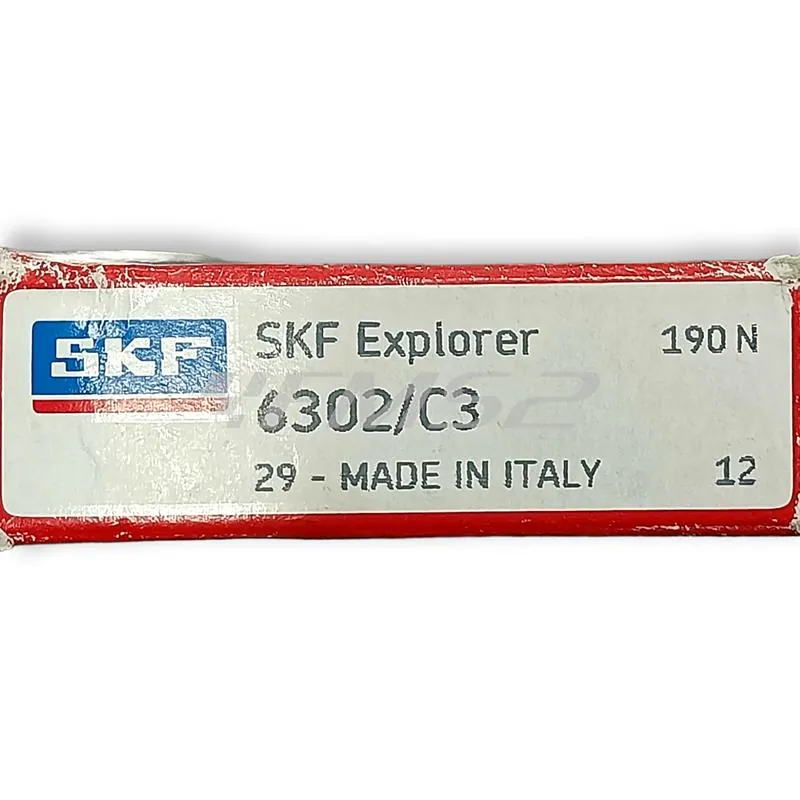 SKF
SKF Explorer
190 N
6302/C3
29 - MADE IN ITALY
12